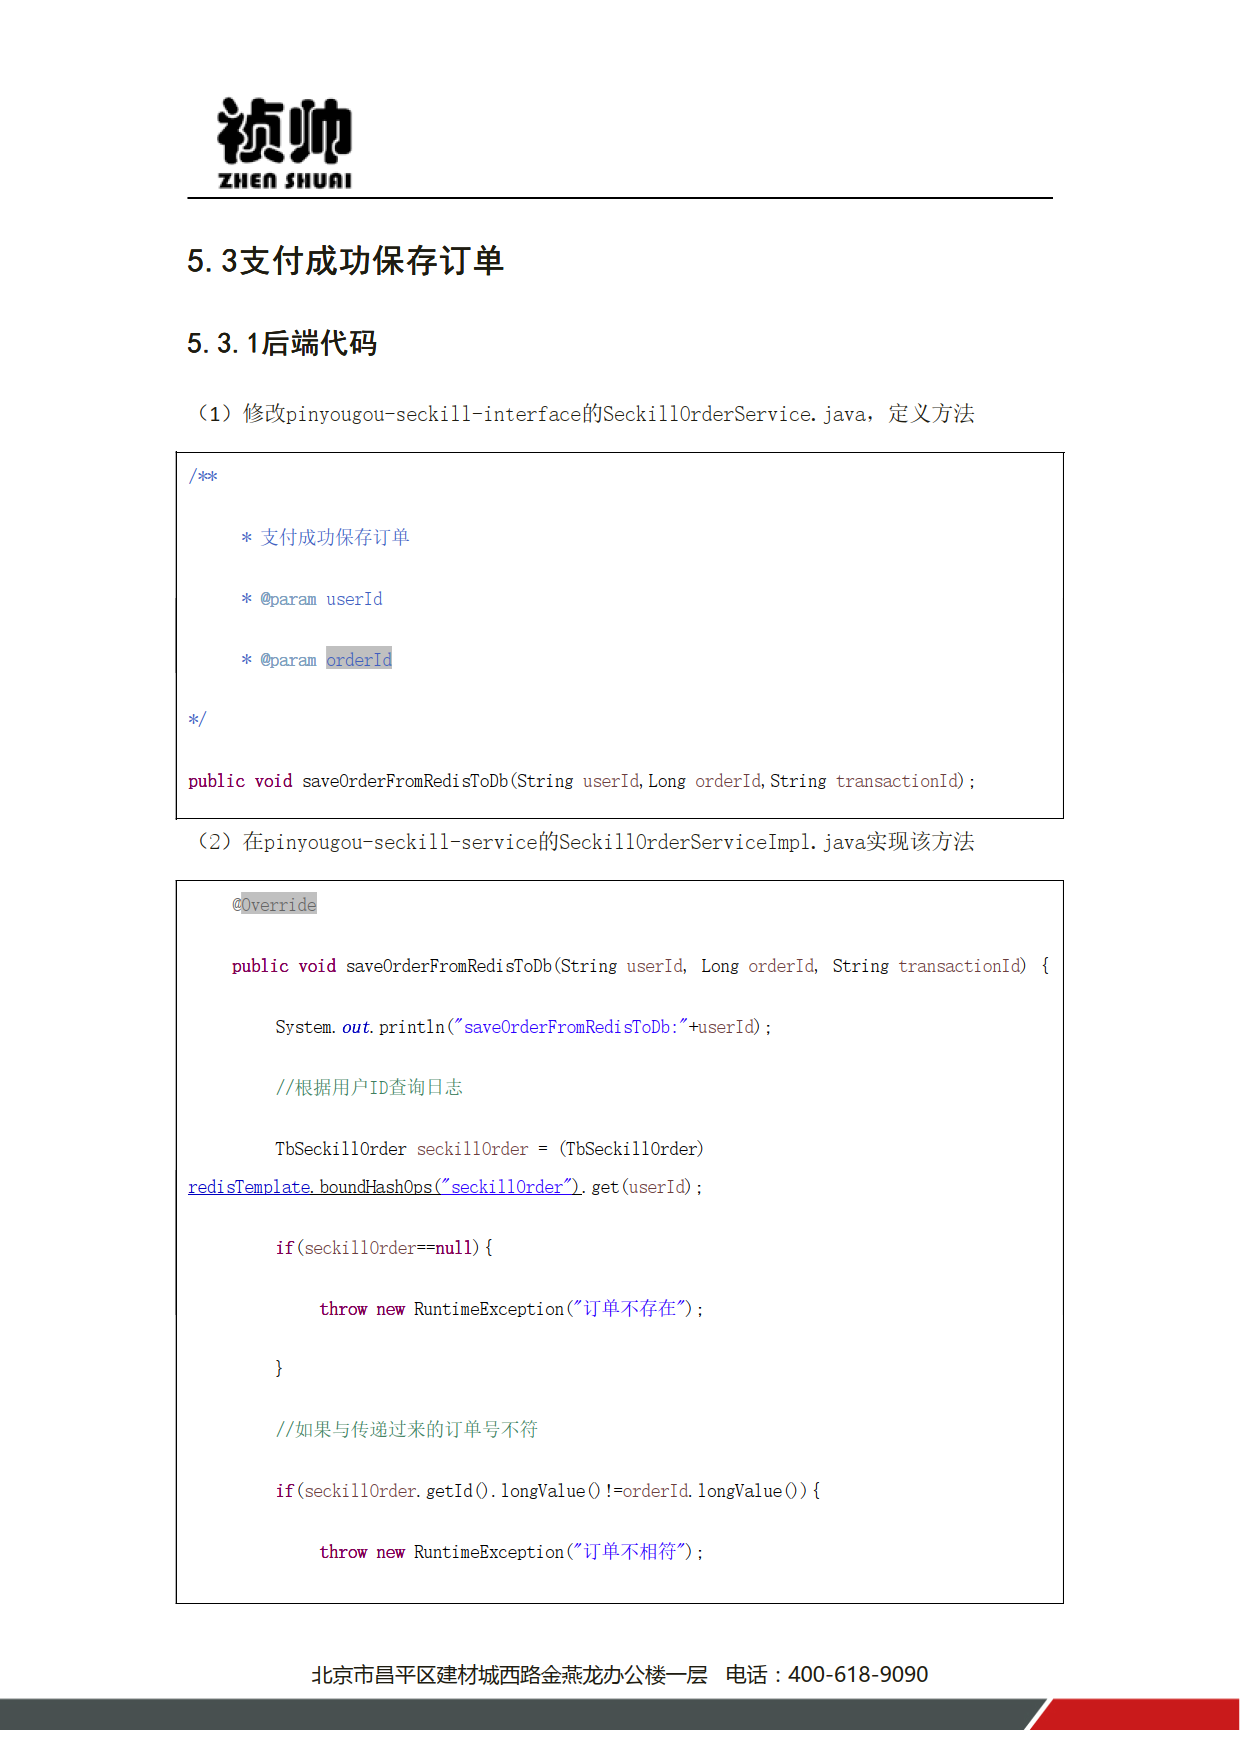 祯帅
ZHEN SHUAI
5.3支付成功保存订单
5.3.1后端代码
（1）修改pinyougou-seckill-interface的SeckillOrderService.java，定义方法
/**
* 支付成功保存订单
* @param userId
* @param orderId
*/
public void saveOrderFromRedisToDb(String userId,Long orderId,String transactionId);
（2）在pinyougou-seckill-service的SeckillOrderServiceImpl.java实现该方法
@Override
public void saveOrderFromRedisToDb(String userId, Long orderId, String transactionId) {
System.out.println("saveOrderFromRedisToDb:"+userId);
//根据用户ID查询日志
TbSeckillOrder seckillOrder = (TbSeckillOrder)
redisTemplate.boundHashOps("seckillOrder").get(userId);
if(seckillOrder==null){
throw new RuntimeException("订单不存在");
}
//如果与传递过来的订单号不符
if(seckillOrder.getId().longValue()!=orderId.longValue()){
throw new RuntimeException("订单不相符");
北京市昌平区建材城西路金燕龙办公楼一层 电话：400-618-9090